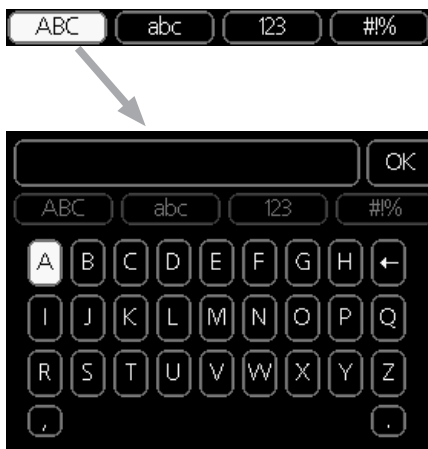 ABC abc 123 #!%
OK
ABC abc 123 #!%
A B C D E F G H ←
I J K L M N O P Q
R S T U V W X Y Z
, .